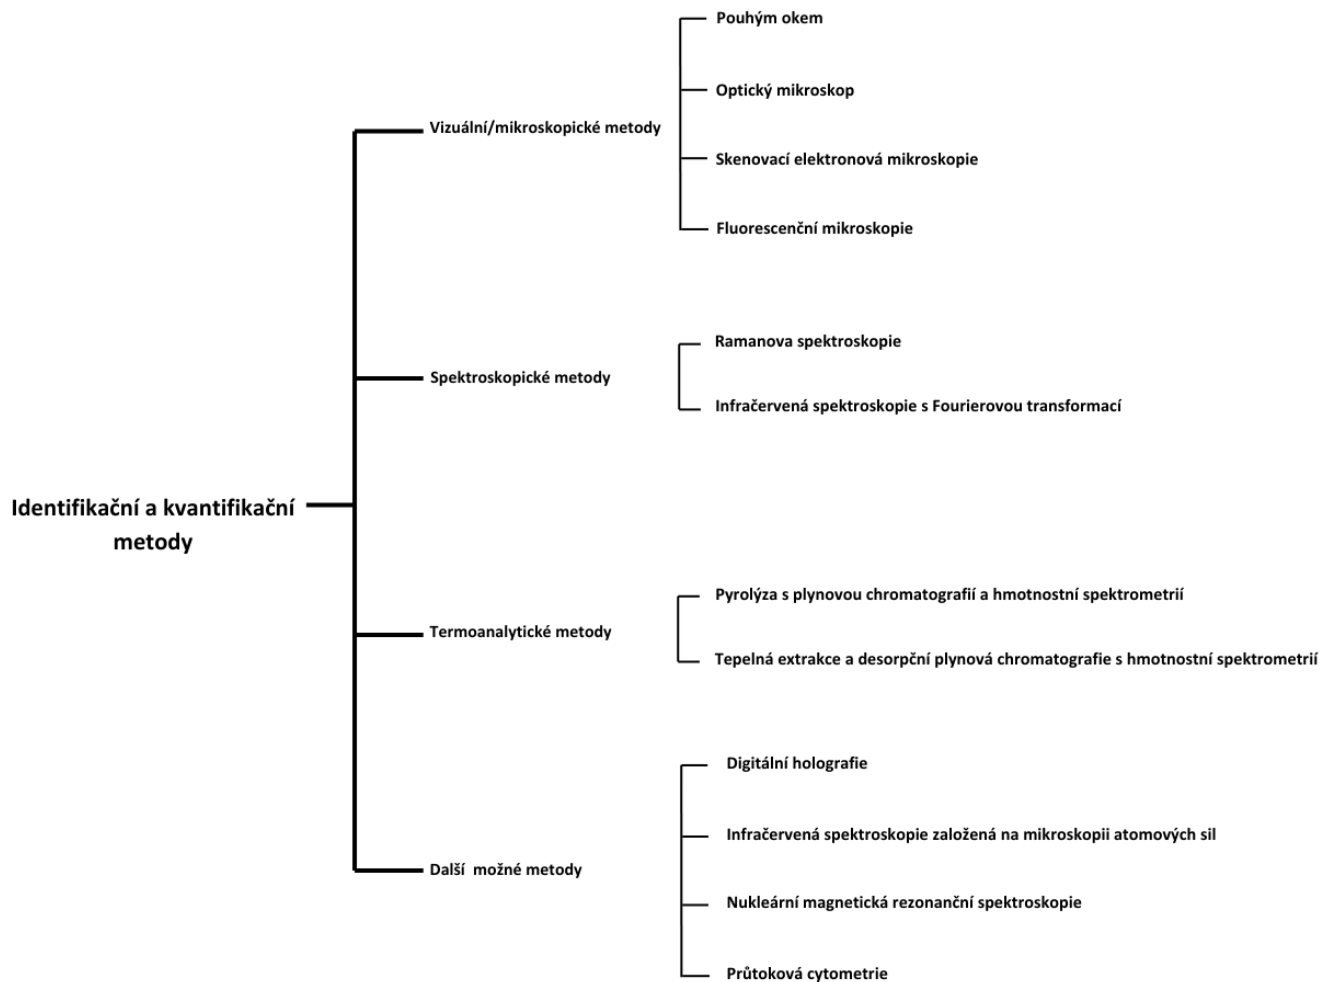 Identifikační a kvantifikační
metody
Vizuální/mikroskopické metody
Pouhým okem
Optický mikroskop
Skenovací elektronová mikroskopie
Fluorescenční mikroskopie
Spektroskopické metody
Ramanova spektroskopie
Infračervená spektroskopie s Fourierovou transformací
Termoanalytické metody
Pyrolýza s plynovou chromatografií a hmotnostní spektrometrií
Tepelná extrakce a desorpční plynová chromatografie s hmotnostní spektrometrií
Další  možné metody
Digitální holografie
Infračervená spektroskopie založená na mikroskopii atomových sil
Nukleární magnetická rezonanční spektroskopie
Průtoková cytometrie